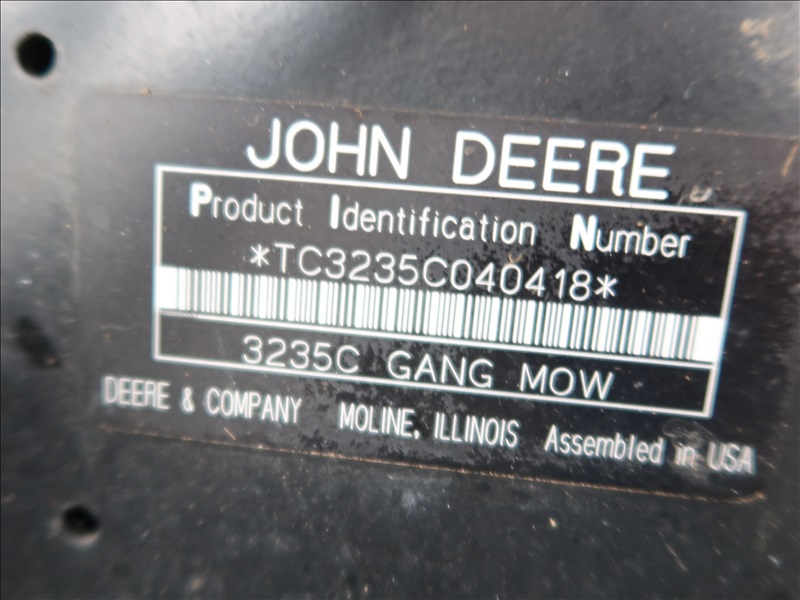 JOHN DEERE
Product Identification Number
*TC3235C040418*
3235C GANG MOW
DEERE & COMPANY MOLINE, ILLINOIS Assembled in USA